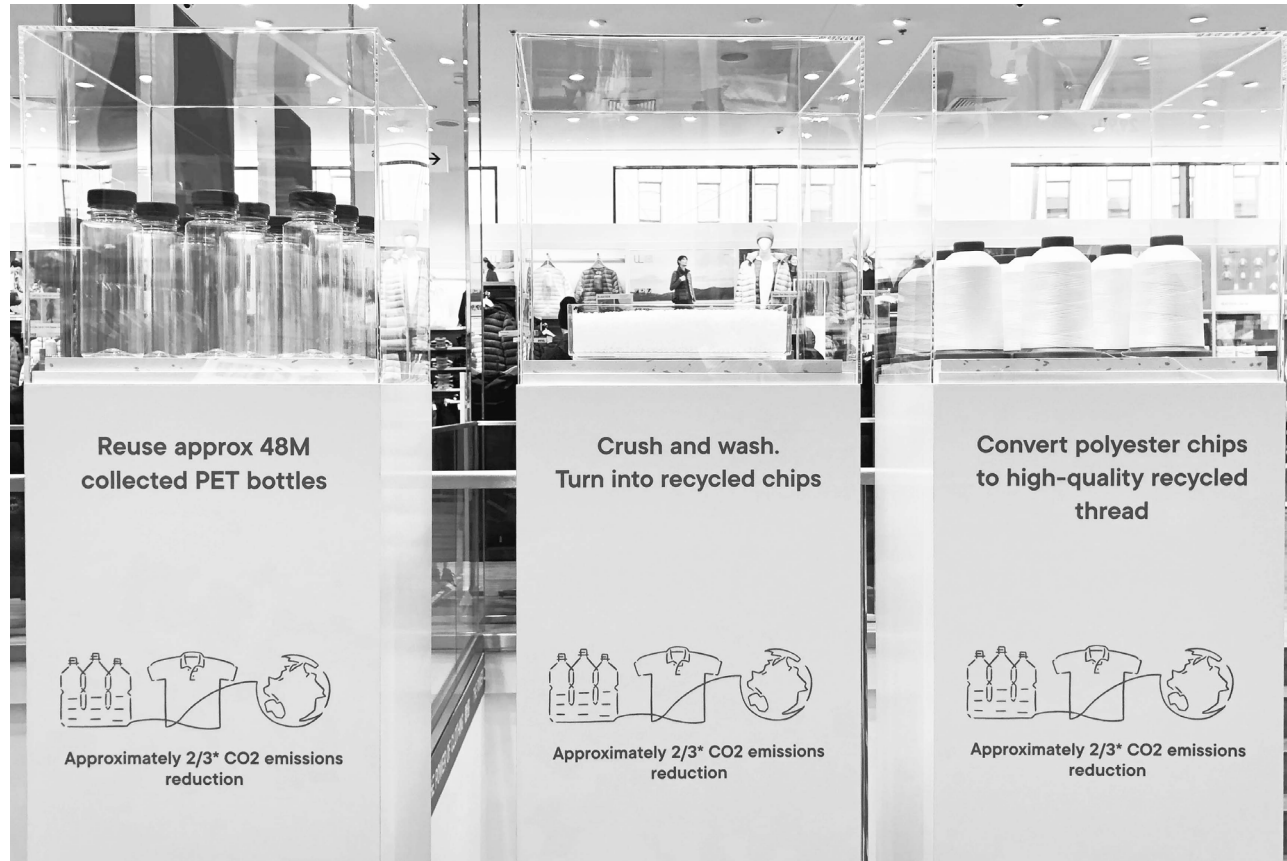 Reuse approx 48M
collected PET bottles
Approximately 2/3* CO2 emissions
reduction
Crush and wash.
Turn into recycled chips
Approximately 2/3* CO2 emissions
reduction
Convert polyester chips
to high-quality recycled
thread
Approximately 2/3* CO2 emissions
reduction